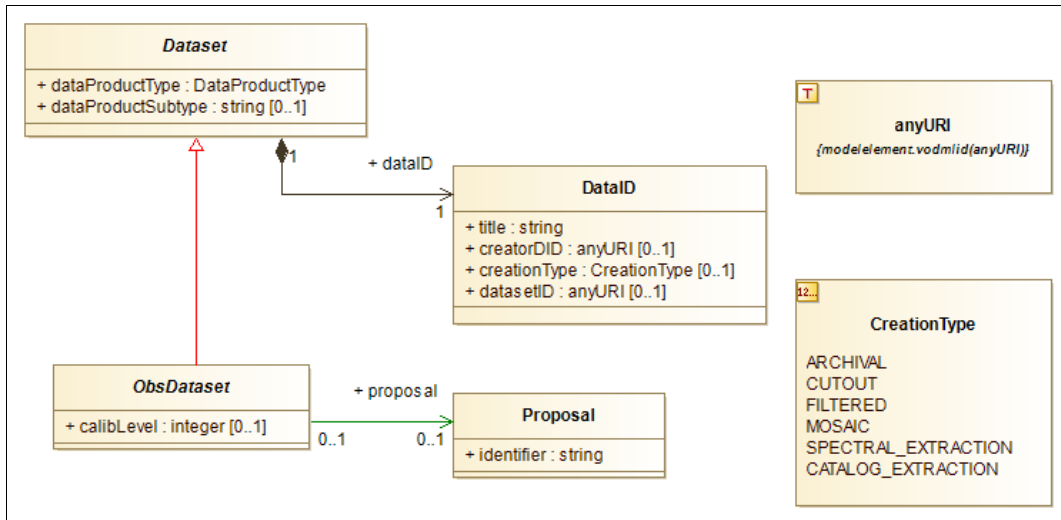 Dataset
+ dataProductType : DataProductType
+ dataProductSubtype : string [0..1]
1
+ dataID
1
DataID
+ title : string
+ creatorDID : anyURI [0..1]
+ creationType : CreationType [0..1]
+ datasetID : anyURI [0..1]
T
anyURI
{modelelement.vodmlid(anyURI)}
12...
CreationType
ARCHIVAL
CUTOUT
FILTERED
MOSAIC
SPECTRAL_EXTRACTION
CATALOG_EXTRACTION
ObsDataset
+ calibLevel : integer [0..1]
+ proposal
0..1
0..1
Proposal
+ identifier : string